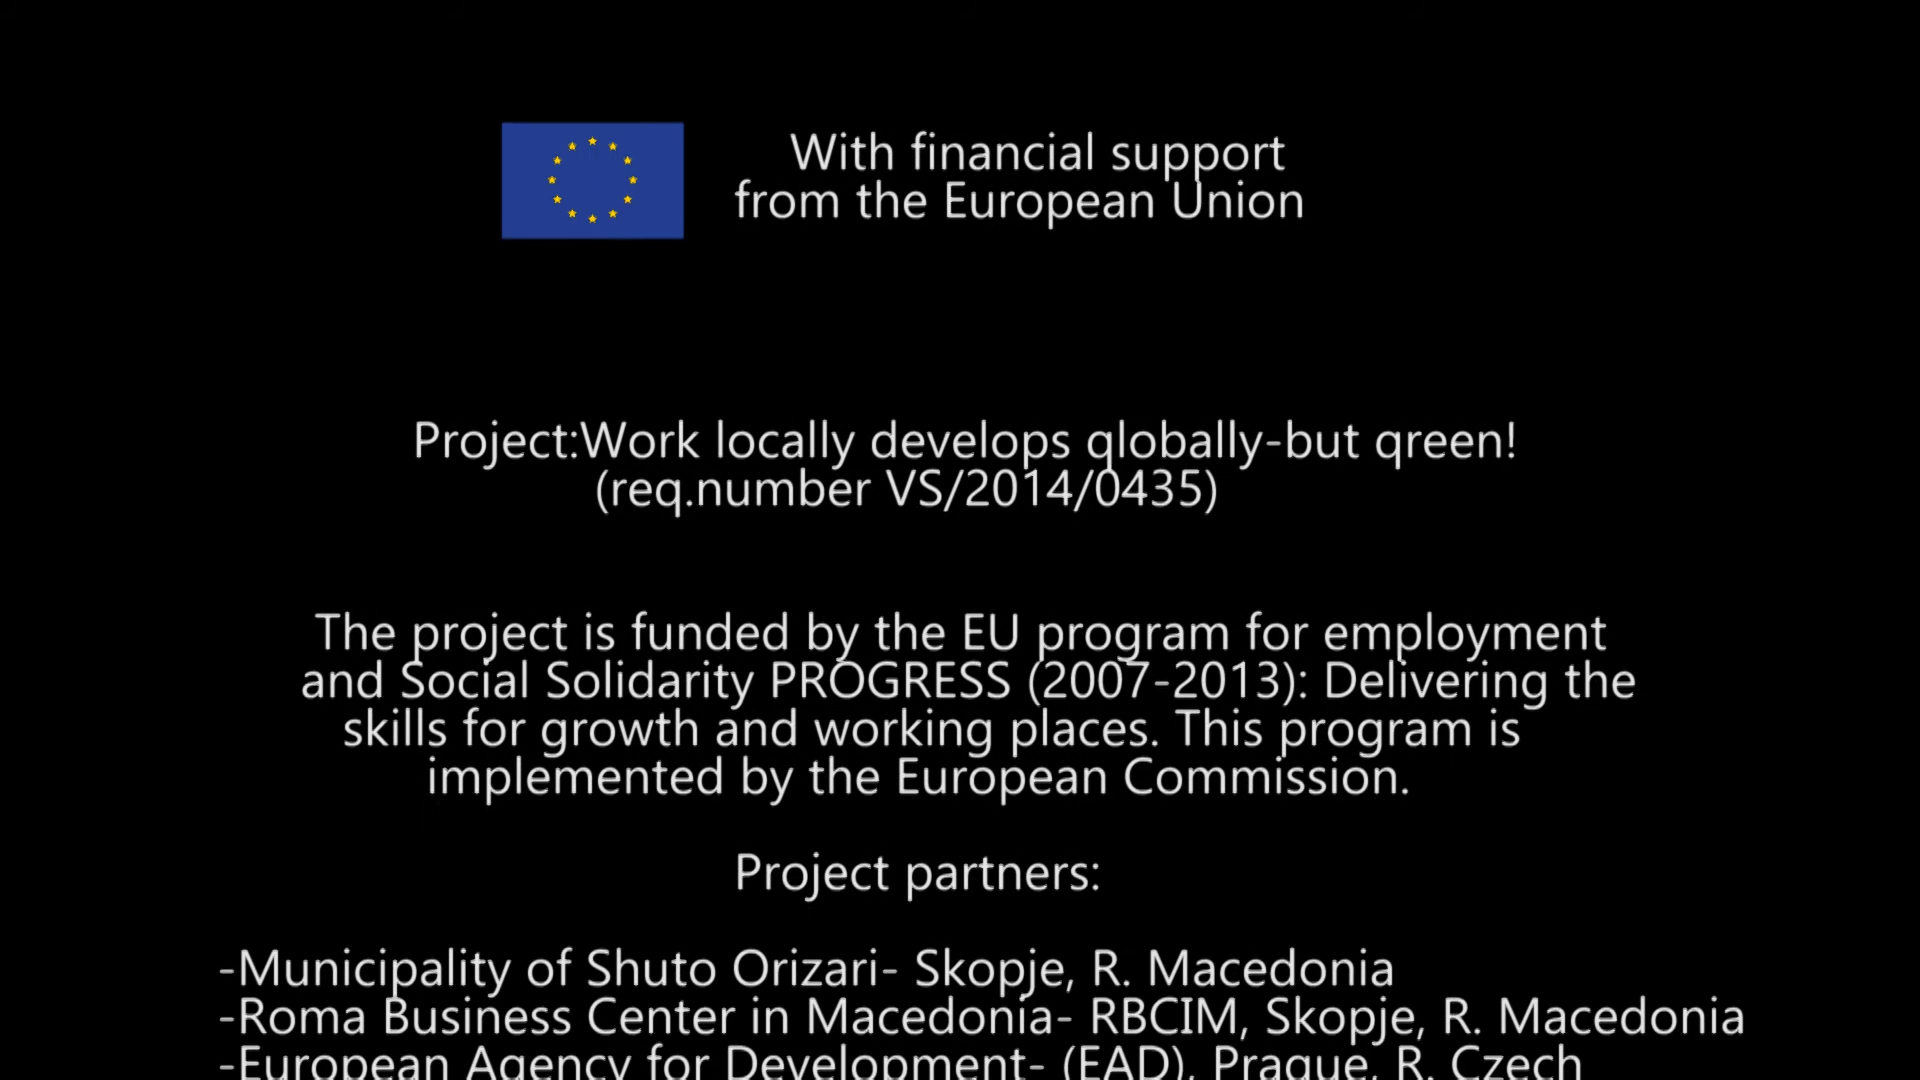 With financial support
from the European Union
Project:Work locally develops qlobally-but qreen!
(req.number VS/2014/0435)
The project is funded by the EU program for employment
and Social Solidarity PROGRESS (2007-2013): Delivering the
skills for growth and working places. This program is
implemented by the European Commission.
Project partners:
-Municipality of Shuto Orizari- Skopje, R. Macedonia
-Roma Business Center in Macedonia- RBCIM, Skopje, R. Macedonia
-European Agency for Development- (EAD), Prague, R. Czech